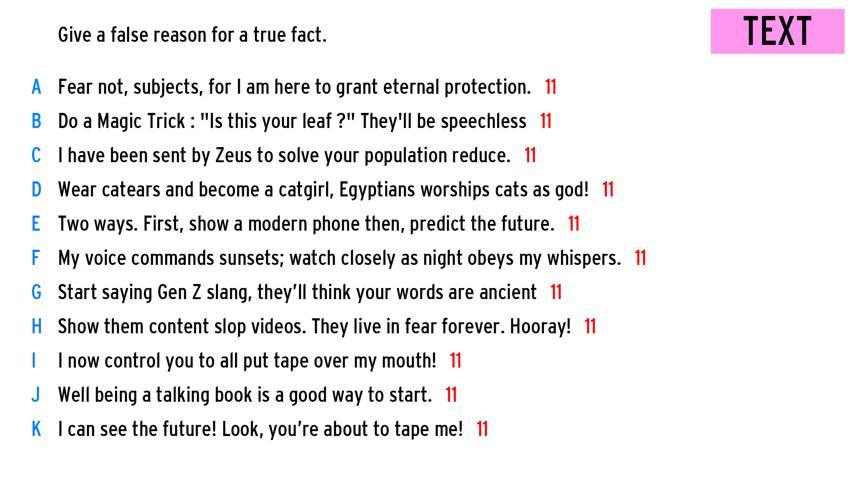 Give a false reason for a true fact.
TEXT
A Fear not, subjects, for I am here to grant eternal protection. 11
B Do a Magic Trick : "Is this your leaf ?" They'll be speechless 11
C I have been sent by Zeus to solve your population reduce. 11
D Wear catears and become a catgirl, Egyptians worships cats as god! 11
E Two ways. First, show a modern phone then, predict the future. 11
F My voice commands sunsets; watch closely as night obeys my whispers. 11
G Start saying Gen Z slang, they’ll think your words are ancient 11
H Show them content slop videos. They live in fear forever. Hooray! 11
I I now control you to all put tape over my mouth! 11
J Well being a talking book is a good way to start. 11
K I can see the future! Look, you’re about to tape me! 11